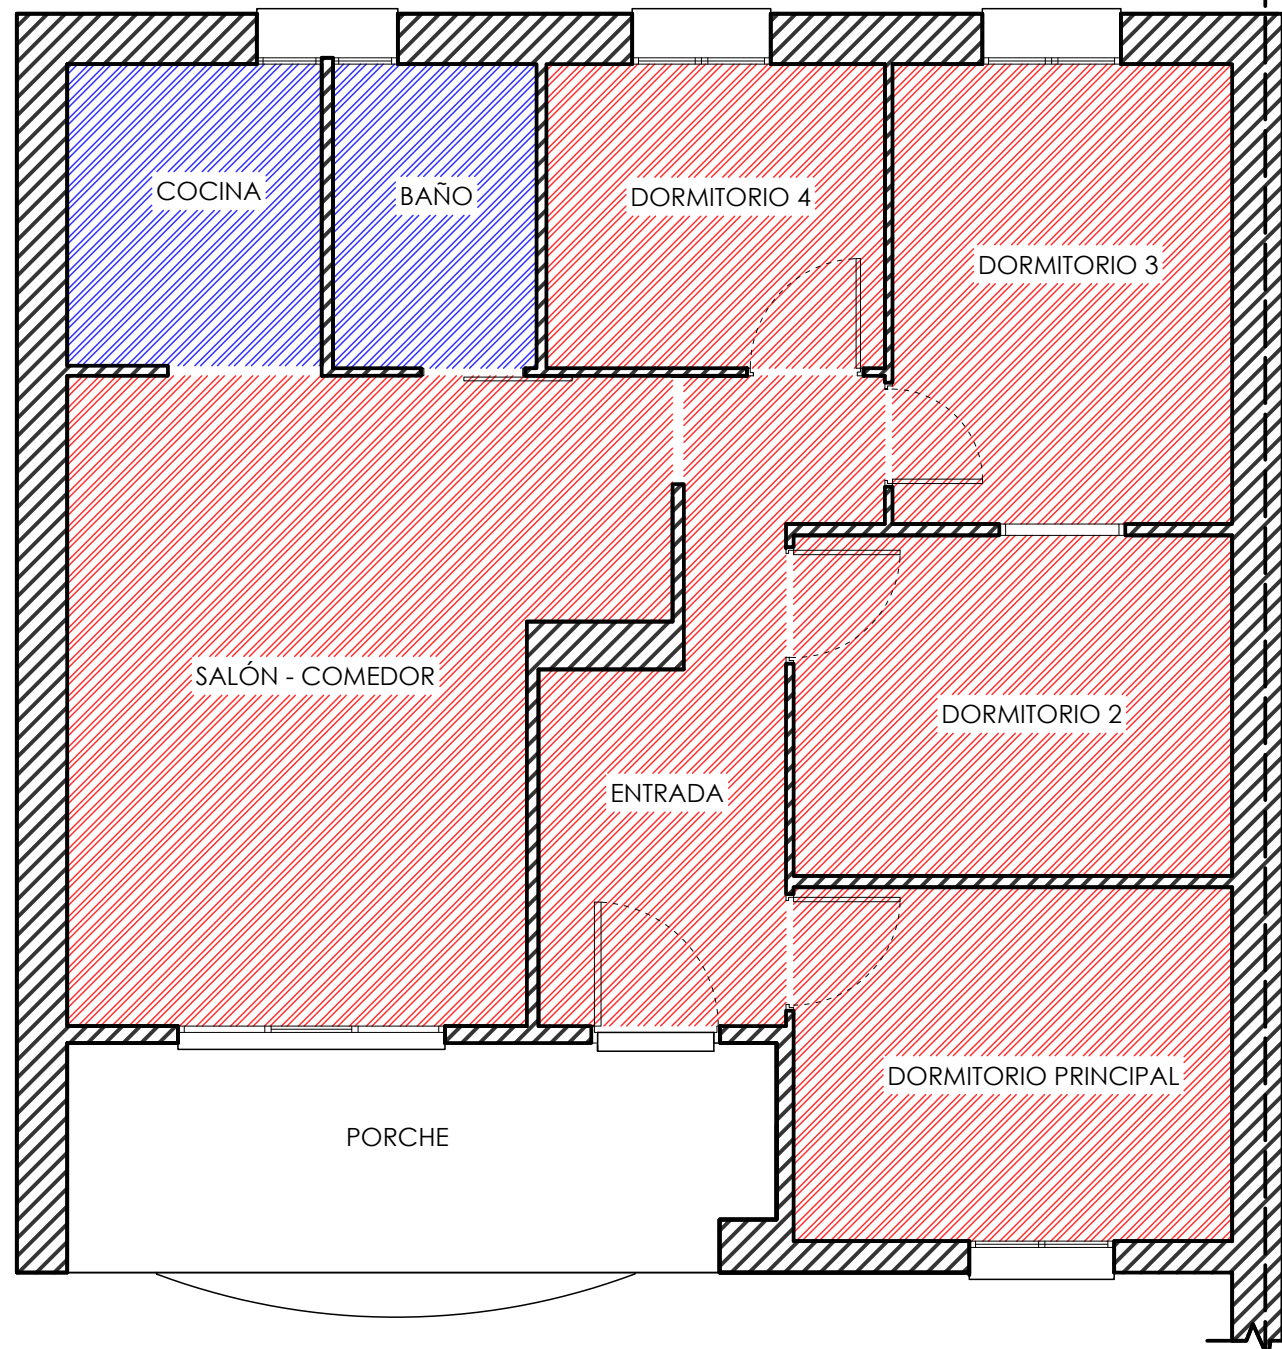 COCINA
BAÑO
DORMITORIO 4
DORMITORIO 3
SALÓN - COMEDOR
DORMITORIO 2
ENTRADA
DORMITORIO PRINCIPAL
PORCHE